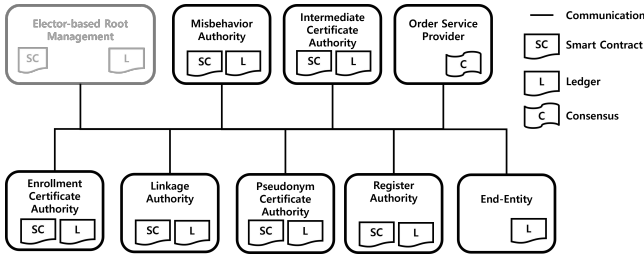 Elector-based Root
Management
SC
L
Misbehavior
Authority
SC
L
Intermediate
Certificate
Authority
SC
L
Order Service
Provider
C
Communication
SC
Smart Contract
L
Ledger
C
Consensus
Enrollment
Certificate
Authority
SC
L
Linkage
Authority
SC
L
Pseudonym
Certificate
Authority
SC
L
Register
Authority
SC
L
End-Entity
L